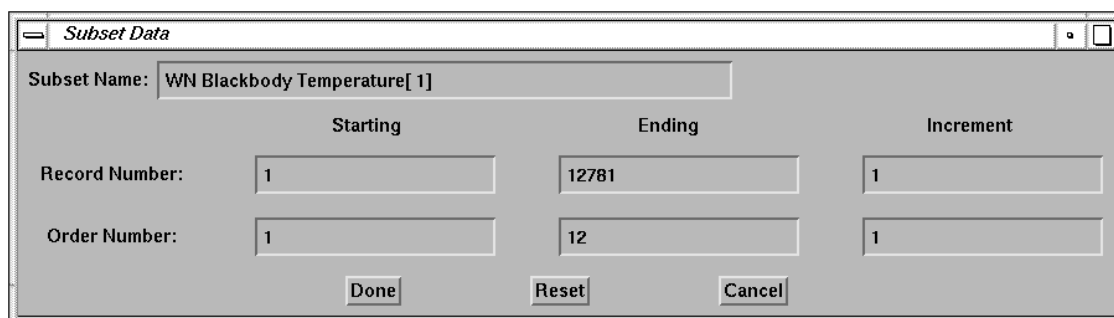 Subset Data
Subset Name: WN Blackbody Temperature[ 1]
Starting Ending Increment
Record Number: 1 12781 1
Order Number: 1 12 1
Done Reset Cancel